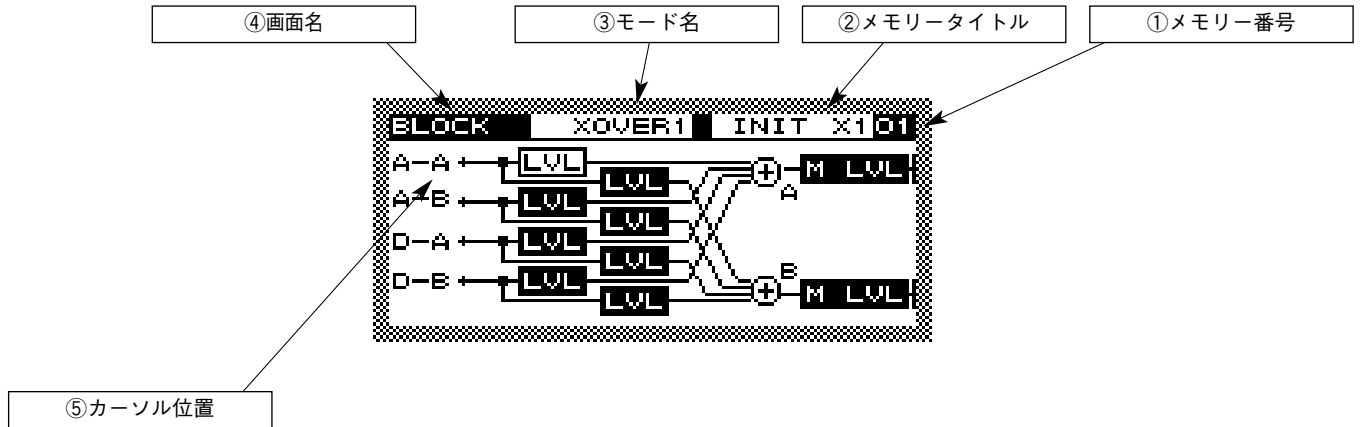 ④画面名
③モード名
②メモリータイトル
①メモリー番号
BLOCK XOVER1 INIT X1 01
A-A LVL
LVL
M LVL
A
A-B LVL
LVL
D-A LVL
LVL
B
D-B LVL
LVL
M LVL
⑤カーソル位置